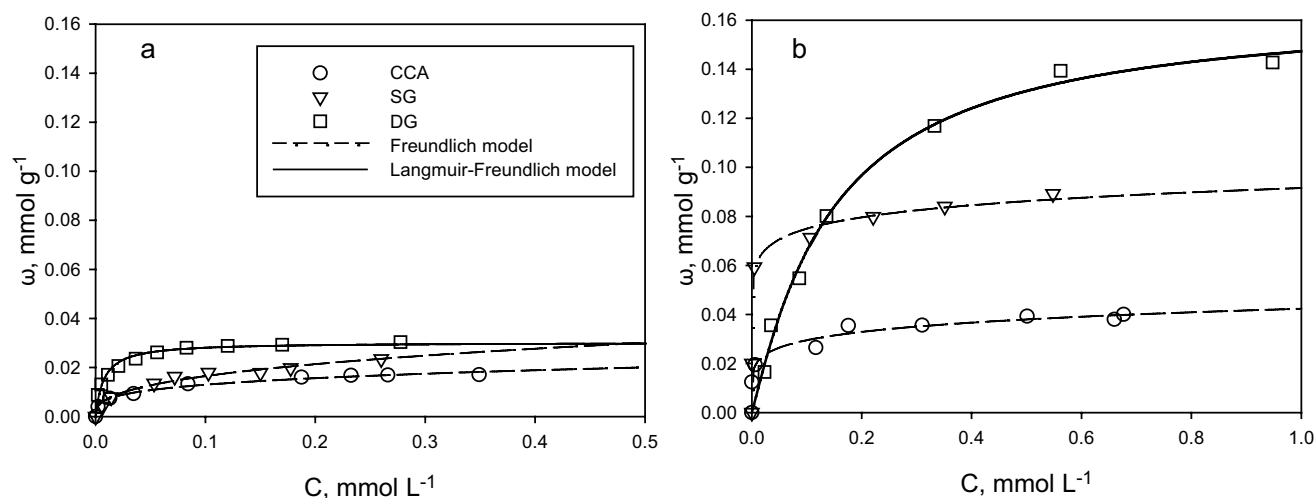 a
CCA
SG
DG
Freundlich model
Langmuir-Freundlich model
0.16
0.14
0.12
0.10
0.08
0.06
0.04
0.02
0.00
ω, mmol g⁻¹
0.0 0.1 0.2 0.3 0.4 0.5
C, mmol L⁻¹
b
0.16
0.14
0.12
0.10
0.08
0.06
0.04
0.02
0.00
ω, mmol g⁻¹
0.0 0.2 0.4 0.6 0.8 1.0
C, mmol L⁻¹